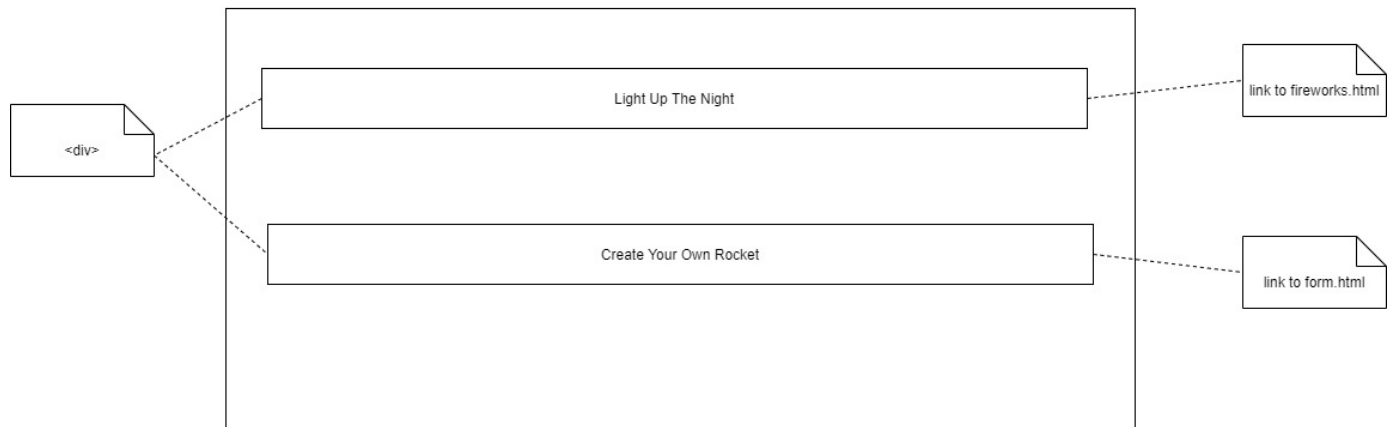 Light Up The Night
link to fireworks.html
<div>
Create Your Own Rocket
link to form.html